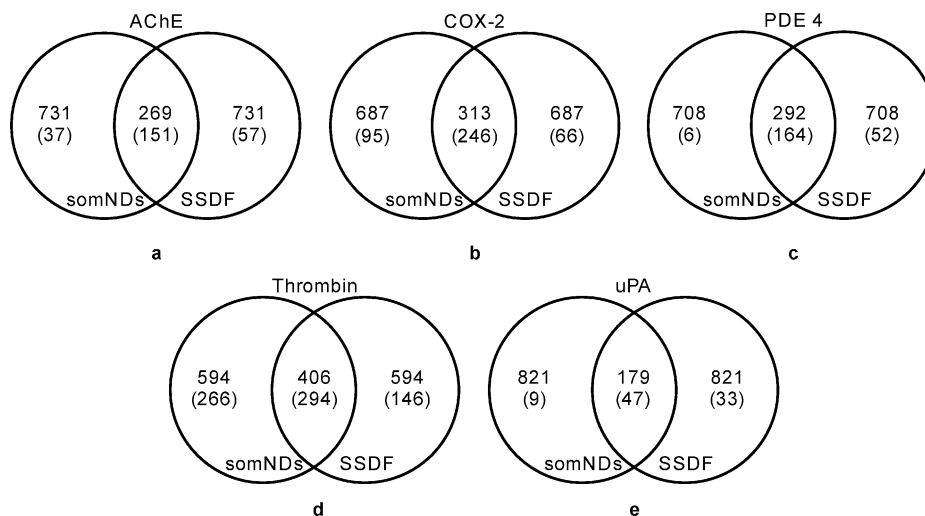 AChE
731 269 731
(37) (151) (57)
somNDs SSDF
a
COX-2
687 313 687
(95) (246) (66)
somNDs SSDF
b
PDE 4
708 292 708
(6) (164) (52)
somNDs SSDF
c
Thrombin
594 406 594
(266) (294) (146)
somNDs SSDF
d
uPA
821 179 821
(9) (47) (33)
somNDs SSDF
e